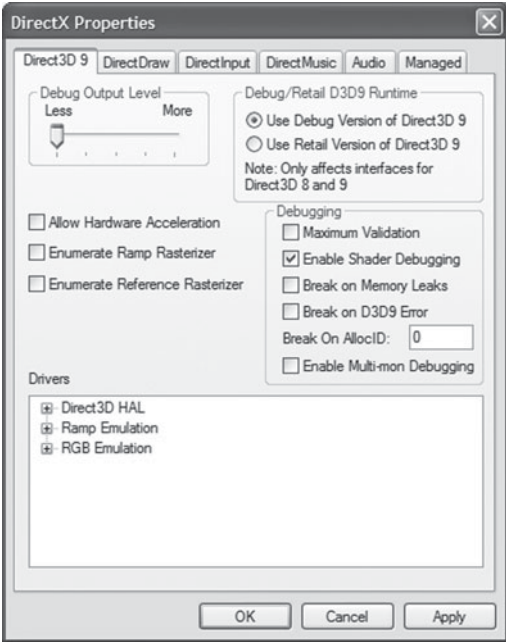 DirectX Properties
Direct3D 9 DirectDraw DirectInput DirectMusic Audio Managed
Debug Output Level
Less More
Debug/Retail D3D9 Runtime
Use Debug Version of Direct3D 9
Use Retail Version of Direct3D 9
Note: Only affects interfaces for
Direct3D 8 and 9
Allow Hardware Acceleration
Enumerate Ramp Rasterizer
Enumerate Reference Rasterizer
Debugging
Maximum Validation
Enable Shader Debugging
Break on Memory Leaks
Break on D3D9 Error
Break On AllocID: 0
Enable Multi-mon Debugging
Drivers
Direct3D HAL
Ramp Emulation
RGB Emulation
OK Cancel Apply